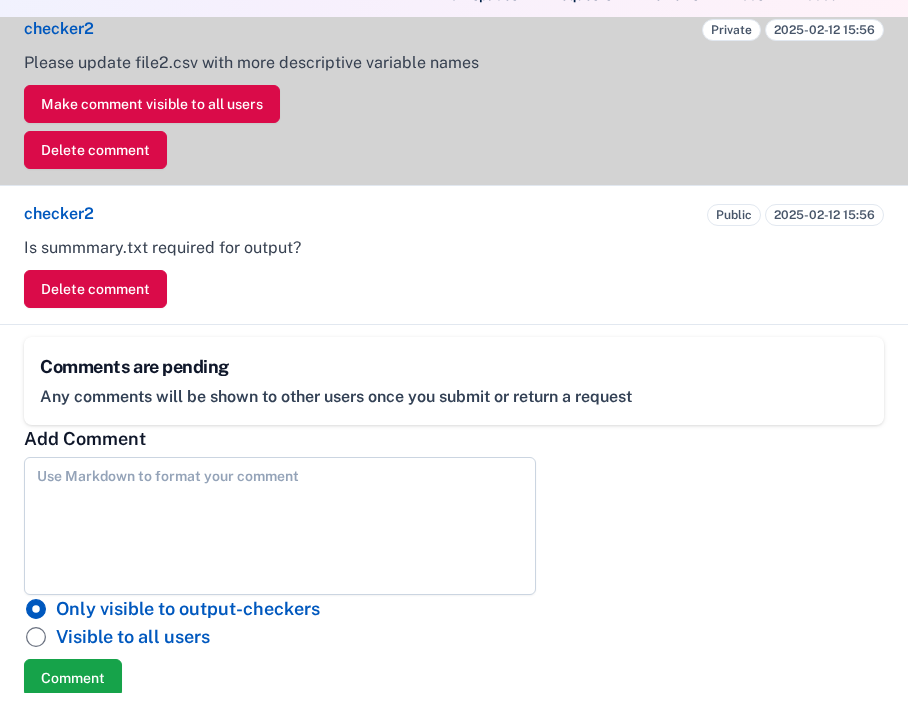 checker2
Private
2025-02-12 15:56
Please update file2.csv with more descriptive variable names
Make comment visible to all users
Delete comment
checker2
Public
2025-02-12 15:56
Is summmary.txt required for output?
Delete comment
Comments are pending
Any comments will be shown to other users once you submit or return a request
Add Comment
Use Markdown to format your comment
Only visible to output-checkers
Visible to all users
Comment